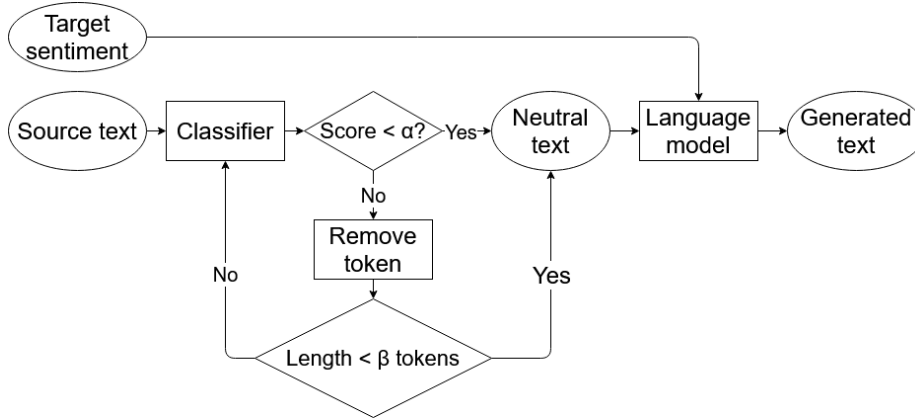 Target
sentiment
Source text
Classifier
Score < α?
Yes
Neutral
text
Language
model
Generated
text
No
Remove
token
No
Yes
Length < β tokens